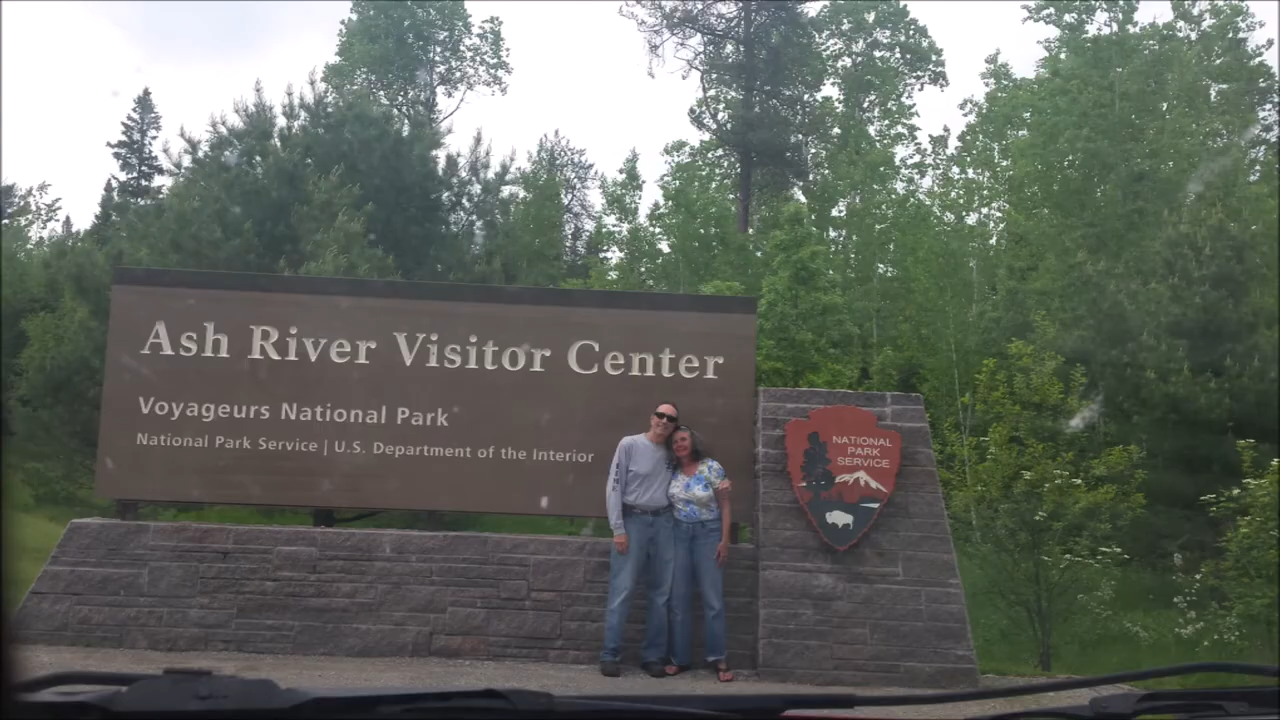 Ash River Visitor Center
Voyageurs National Park
National Park Service | U.S. Department of the Interior
NATIONAL
PARK
SERVICE